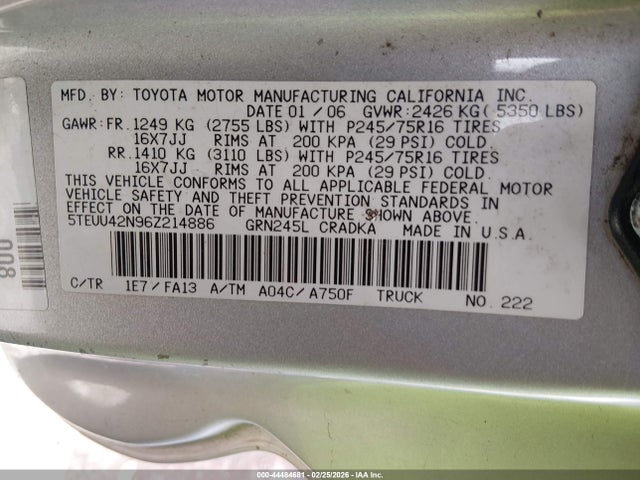 MFD. BY: TOYOTA MOTOR MANUFACTURING CALIFORNIA INC.
DATE 01 / 06 GVWR: 2426 KG( 5350 LBS)
GAWR: FR. 1249 KG (2755 LBS) WITH P245/75R16 TIRES
16X7JJ RIMS AT 200 KPA (29 PSI) COLD.
RR. 1410 KG (3110 LBS) WITH P245/75R16 TIRES
16X7JJ RIMS AT 200 KPA (29 PSI) COLD.
THIS VEHICLE CONFORMS TO ALL APPLICABLE FEDERAL MOTOR
VEHICLE SAFETY AND THEFT PREVENTION STANDARDS IN
EFFECT ON THE DATE OF MANUFACTURE SHOWN ABOVE.
5TEUU42N96Z214886 GRN245L CRADKA MADE IN U.S.A.
C/TR 1E7 / FA13 A/TM A04C / A750F TRUCK NO. 222
008
000-44484681 - 02/25/2026 - IAA Inc.